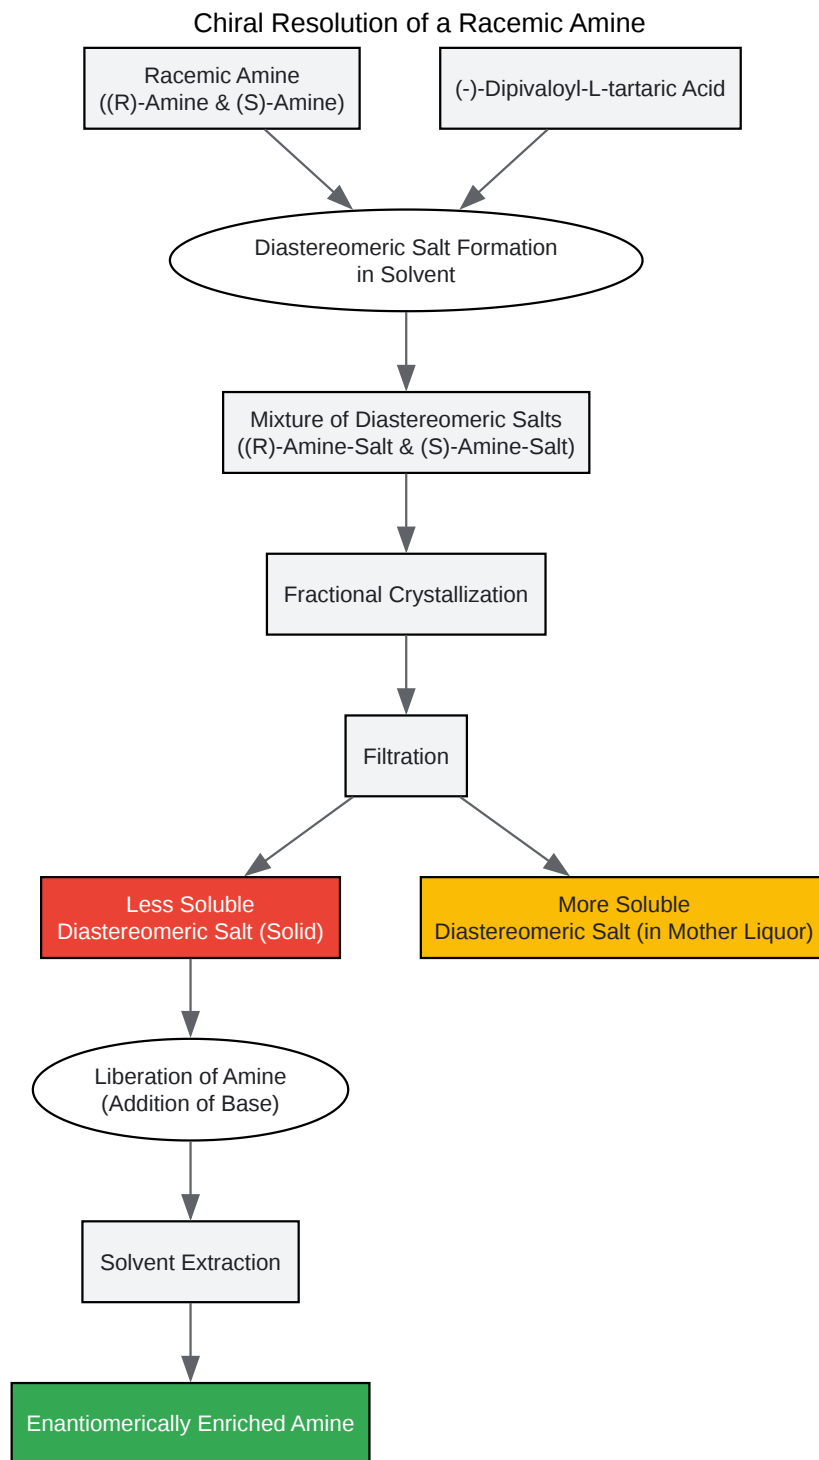 Chiral Resolution of a Racemic Amine
Racemic Amine
((R)-Amine & (S)-Amine)
(-)-Dipivaloyl-L-tartaric Acid
Diastereomeric Salt Formation
in Solvent
Mixture of Diastereomeric Salts
((R)-Amine-Salt & (S)-Amine-Salt)
Fractional Crystallization
Filtration
Less Soluble
Diastereomeric Salt (Solid)
More Soluble
Diastereomeric Salt (in Mother Liquor)
Liberation of Amine
(Addition of Base)
Solvent Extraction
Enantiomerically Enriched Amine